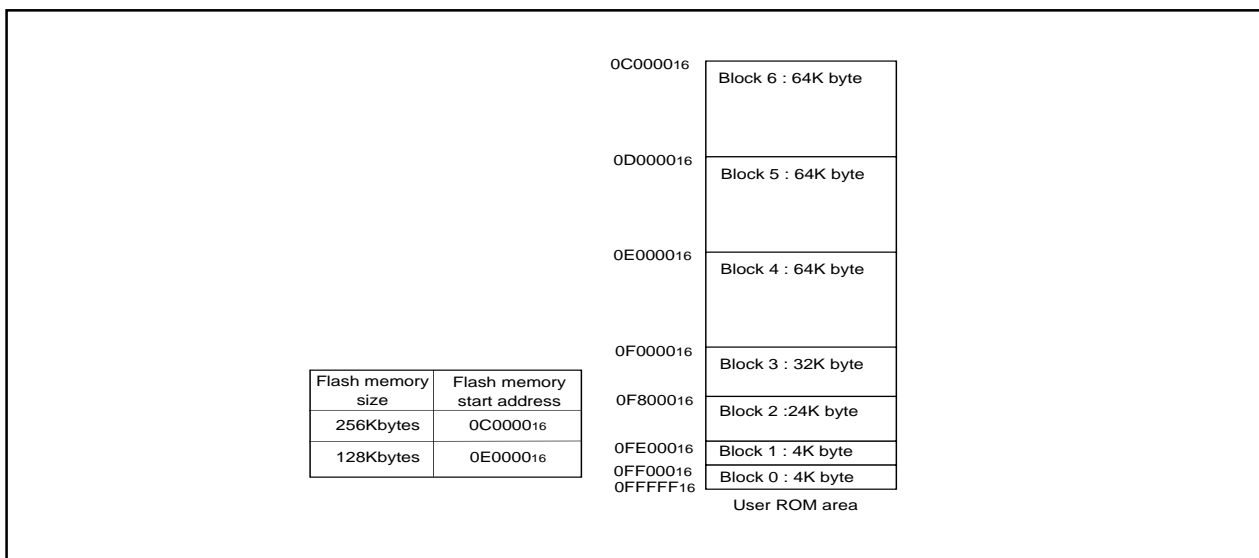 0C000016
Block 6 : 64K byte
0D000016
Block 5 : 64K byte
0E000016
Block 4 : 64K byte
0F000016
Block 3 : 32K byte
0F800016
Block 2 :24K byte
0FE00016
Block 1 : 4K byte
0FF00016
Block 0 : 4K byte
0FFFFF16
User ROM area
Flash memory size
Flash memory start address
256Kbytes 0C000016
128Kbytes 0E000016